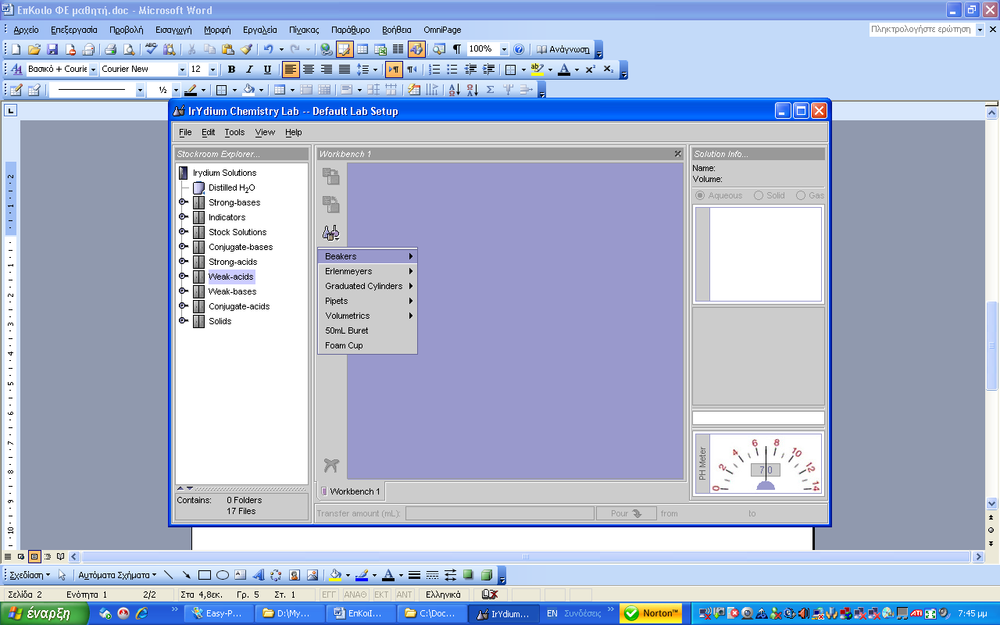 ΕπΚοιlο ΦΕ μαθητή.doc - Microsoft Word
Αρχείο Επεξεργασία Προβολή Εισαγωγή Μορφή Εργαλεία Πίνακας Παράθυρο Βοήθεια OmniPage Πληκτρολογήστε ερώτηση
100% Ανάγνωση
Βασικό + Courie Courier New 12 B I U
½
IrYdium Chemistry Lab -- Default Lab Setup
File Edit Tools View Help
Stockroom Explorer... Workbench 1 Solution Info...
Irydium Solutions
Distilled H₂O
Strong-bases
Indicators
Stock Solutions
Conjugate-bases
Strong-acids
Weak-acids
Weak-bases
Conjugate-acids
Solids
Beakers
Erlenmeyers
Graduated Cylinders
Pipets
Volumetrics
50mL Buret
Foam Cup
Name:
Volume:
Aqueous Solid Gas
PH Meter
0 2 4 6 8 10 12 14
7.0
Contains: 0 Folders
17 Files
Workbench 1
Transfer amount (mL): Pour from to
Σχεδίαση Αυτόματα Σχήματα
Σελίδα 2 Ενότητα 1 2/2 Στα 4,8εκ. Γρ. 5 Στ. 1 ΕΓΓ ΑΝΑΘ ΕΚΤ ΑΝΤ Ελληνικά
έναρξη Easy-P... D:\My... EnKoI... C:\Doc... IrYdium... EN Συνδέσεις Norton™ 7:45 μμ